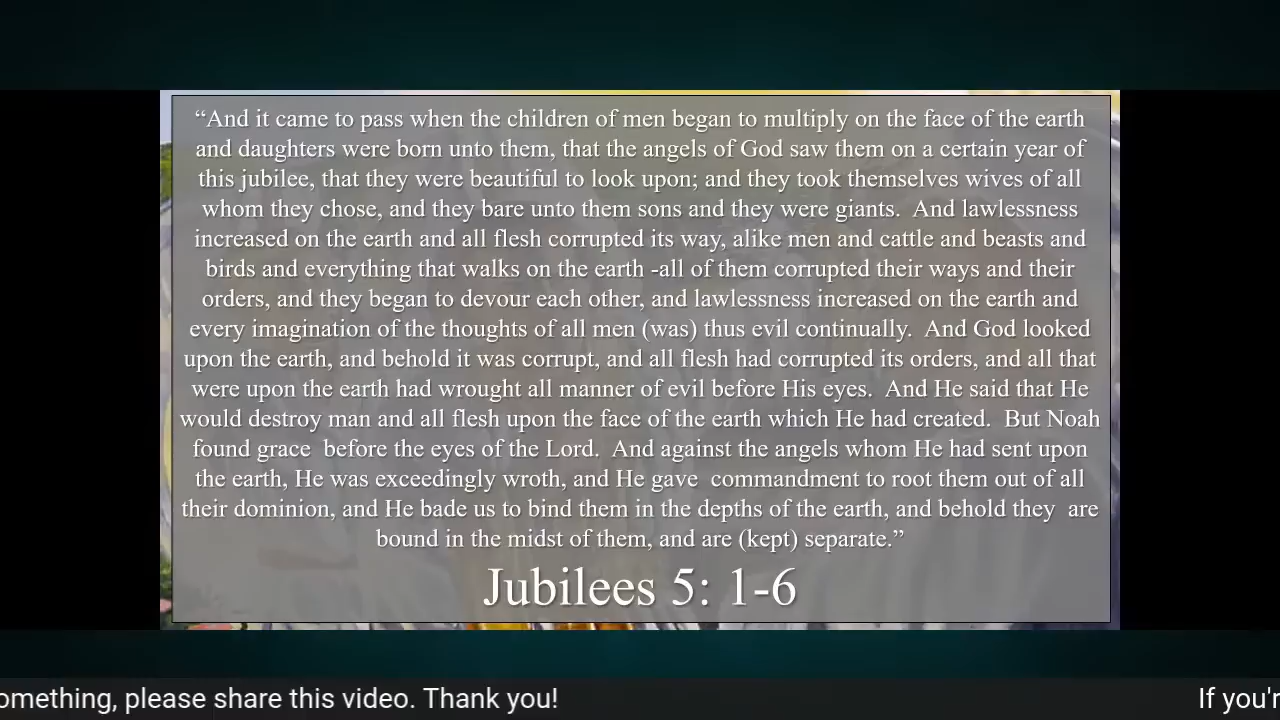 “And it came to pass when the children of men began to multiply on the face of the earth
and daughters were born unto them, that the angels of God saw them on a certain year of
this jubilee, that they were beautiful to look upon; and they took themselves wives of all
whom they chose, and they bare unto them sons and they were giants.  And lawlessness
increased on the earth and all flesh corrupted its way, alike men and cattle and beasts and
birds and everything that walks on the earth -all of them corrupted their ways and their
orders, and they began to devour each other, and lawlessness increased on the earth and
every imagination of the thoughts of all men (was) thus evil continually.  And God looked
upon the earth, and behold it was corrupt, and all flesh had corrupted its orders, and all that
were upon the earth had wrought all manner of evil before His eyes.  And He said that He
would destroy man and all flesh upon the face of the earth which He had created.  But Noah
found grace  before the eyes of the Lord.  And against the angels whom He had sent upon
the earth, He was exceedingly wroth, and He gave  commandment to root them out of all
their dominion, and He bade us to bind them in the depths of the earth, and behold they  are
bound in the midst of them, and are (kept) separate.”
Jubilees 5: 1-6
omething, please share this video. Thank you! If you'r